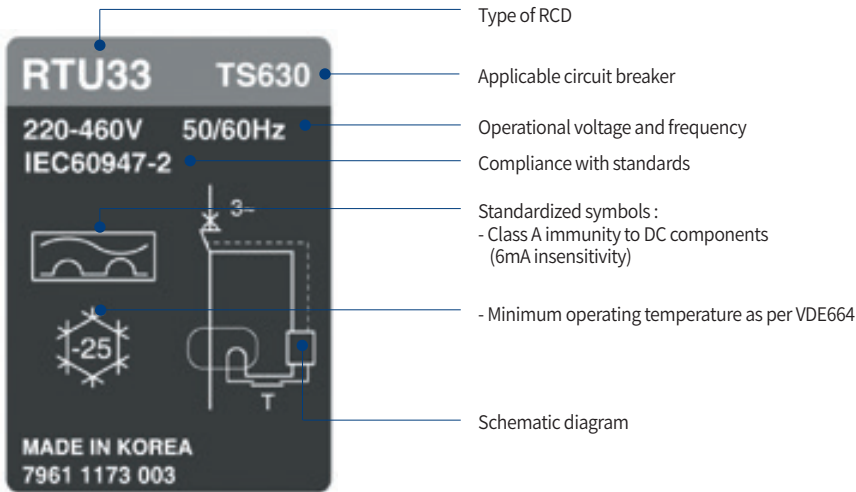 Type of RCD
RTU33 TS630
Applicable circuit breaker
220-460V 50/60Hz
Operational voltage and frequency
IEC60947-2
Compliance with standards
3~
Standardized symbols :
- Class A immunity to DC components
(6mA insensitivity)
-25
- Minimum operating temperature as per VDE664
T
Schematic diagram
MADE IN KOREA
7961 1173 003